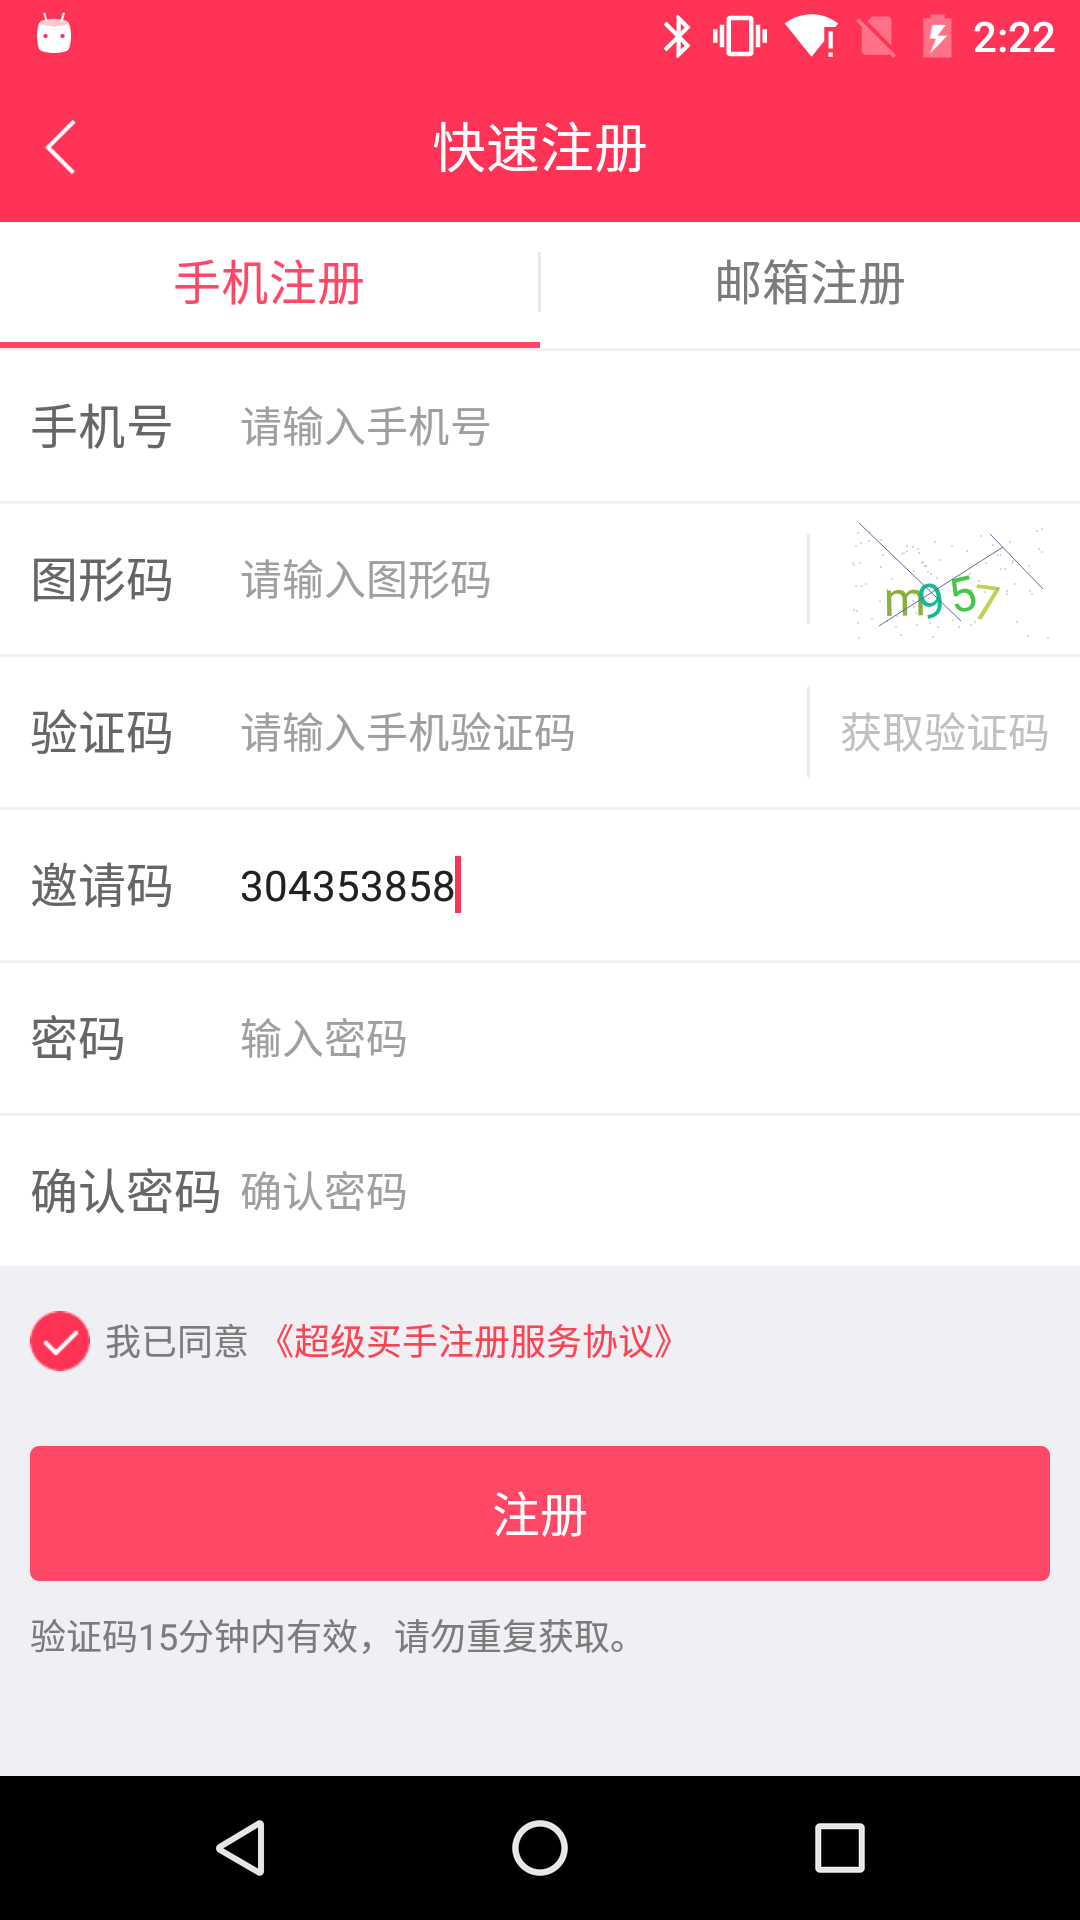 2:22
快速注册
手机注册
邮箱注册
手机号 请输入手机号
图形码 请输入图形码 m957
验证码 请输入手机验证码 获取验证码
邀请码 304353858
密码 输入密码
确认密码 确认密码
我已同意 《超级买手注册服务协议》
注册
验证码15分钟内有效，请勿重复获取。